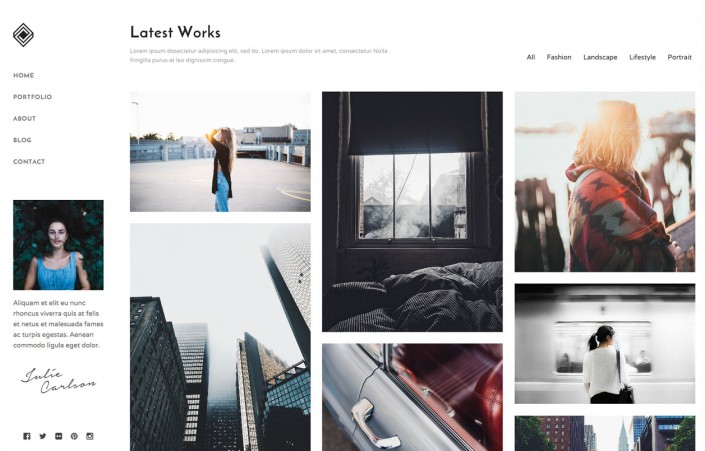 HOME
PORTFOLIO
ABOUT
BLOG
CONTACT
Aliquam et elit eu nunc
rhoncus viverra quis at felis
et netus et malesuada fames
ac turpis egestas. Aenean
commodo ligula eget dolor.
Julie
Carlson
Latest Works
Lorem ipsum dosectetur adipisicing elit, sed do. Lorem ipsum dolor sit amet, consectetur Nulla
fringilla purus at leo dignissim congue.
All Fashion Landscape Lifestyle Portrait